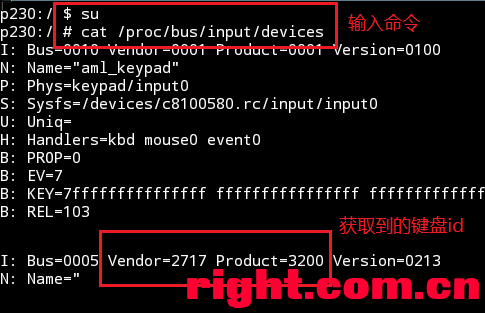 p230:/ $ su
输入命令
p230:/ # cat /proc/bus/input/devices
I: Bus=0010 Vendor=0001 Product=0001 Version=0100
N: Name="aml_keypad"
P: Phys=keypad/input0
S: Sysfs=/devices/c8100580.rc/input/input0
U: Uniq=
H: Handlers=kbd mouse0 event0
B: PROP=0
B: EV=7
B: KEY=7fffffffffffffff ffffffffffffffff fffffffffffff
B: REL=103
获取到的键盘id
I: Bus=0005 Vendor=2717 Product=3200 Version=0213
N: Name="
right.com.cn